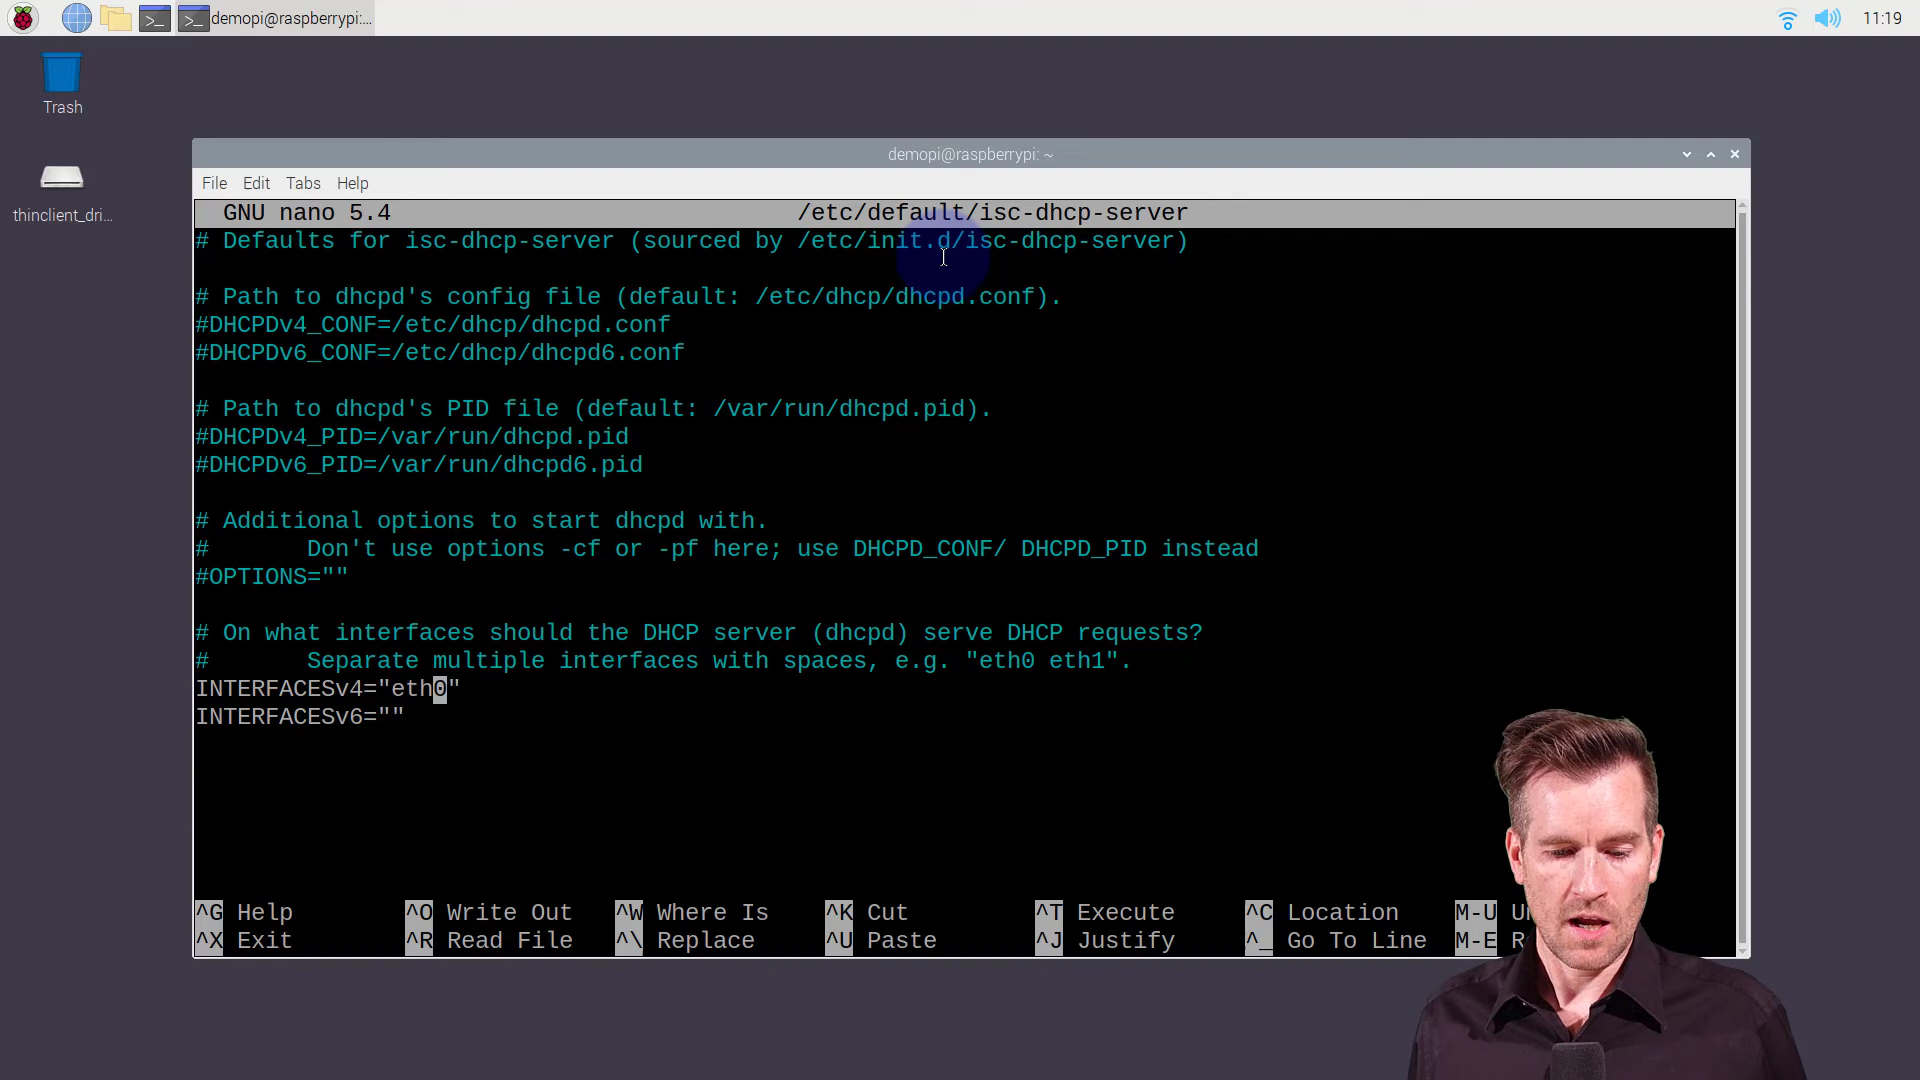 demopi@raspberrypi:...
11:19
Trash
thinclient_dri...
demopi@raspberrypi: ~
File Edit Tabs Help
GNU nano 5.4 /etc/default/isc-dhcp-server
# Defaults for isc-dhcp-server (sourced by /etc/init.d/isc-dhcp-server)
# Path to dhcpd's config file (default: /etc/dhcp/dhcpd.conf).
#DHCPDv4_CONF=/etc/dhcp/dhcpd.conf
#DHCPDv6_CONF=/etc/dhcp/dhcpd6.conf
# Path to dhcpd's PID file (default: /var/run/dhcpd.pid).
#DHCPDv4_PID=/var/run/dhcpd.pid
#DHCPDv6_PID=/var/run/dhcpd6.pid
# Additional options to start dhcpd with.
#       Don't use options -cf or -pf here; use DHCPD_CONF/ DHCPD_PID instead
#OPTIONS=""
# On what interfaces should the DHCP server (dhcpd) serve DHCP requests?
#       Separate multiple interfaces with spaces, e.g. "eth0 eth1".
INTERFACESv4="eth0"
INTERFACESv6=""
^G Help ^O Write Out ^W Where Is ^K Cut ^T Execute ^C Location M-U
^X Exit ^R Read File ^\ Replace ^U Paste ^J Justify ^_ Go To Line M-E